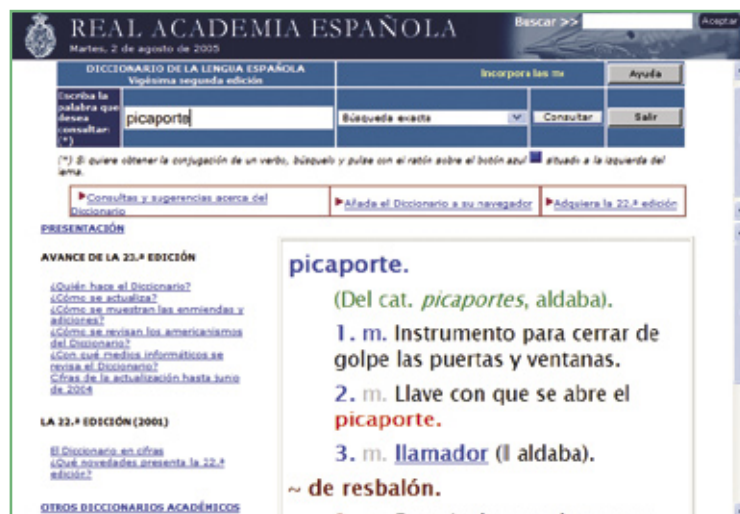 REAL ACADEMIA ESPAÑOLA
Buscar >>
Aceptar
Martes, 2 de agosto de 2005
DICCIONARIO DE LA LENGUA ESPAÑOLA
Vigésima segunda edición
Incorpora las me
Ayuda
Escriba la
palabra que
desea
consultar:
(*)
picaporte
Búsqueda exacta
Consultar
Salir
(*) Si quiere obtener la conjugación de un verbo, búsquelo y pulse con el ratón sobre el botón azul situado a la izquierda del
lema.
Consultas y sugerencias acerca del
Diccionario
Añada el Diccionario a su navegador
Adquiera la 22.ª edición
PRESENTACIÓN
AVANCE DE LA 23.ª EDICIÓN
¿Quién hace el Diccionario?
¿Cómo se actualiza?
¿Cómo se muestran las enmiendas y
adiciones?
¿Cómo se revisan los americanismos
del Diccionario?
¿Con qué medios informáticos se
revisa el Diccionario?
Cifras de la actualización hasta junio
de 2004
LA 22.ª EDICIÓN (2001)
El Diccionario en cifras
¿Qué novedades presenta la 22.ª
edición?
OTROS DICCIONARIOS ACADÉMICOS
picaporte.
(Del cat. picaportes, aldaba).
1. m. Instrumento para cerrar de
golpe las puertas y ventanas.
2. m. Llave con que se abre el
picaporte.
3. m. llamador (‖ aldaba).
~ de resbalón.